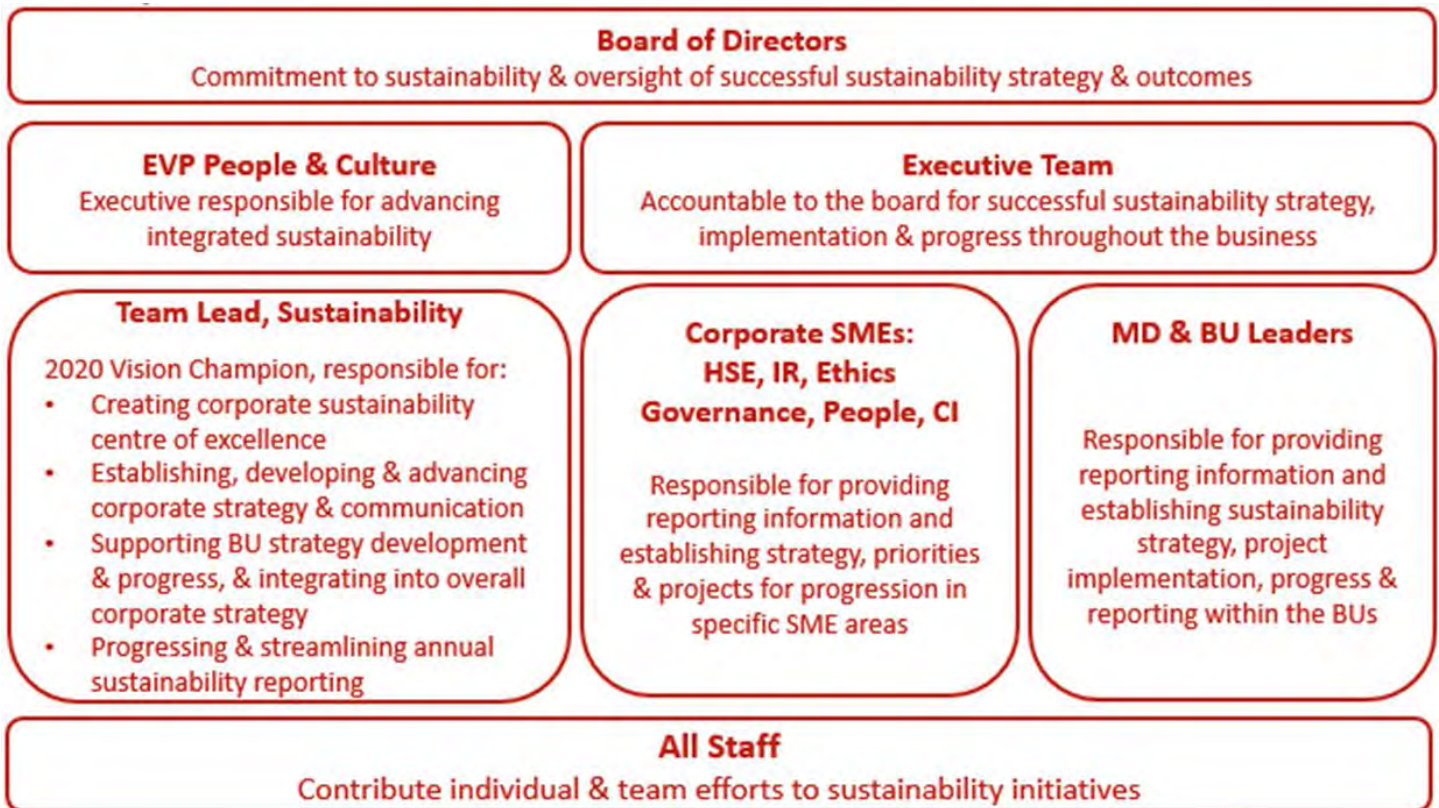 Board of Directors
Commitment to sustainability & oversight of successful sustainability strategy & outcomes
EVP People & Culture
Executive responsible for advancing
integrated sustainability
Executive Team
Accountable to the board for successful sustainability strategy,
implementation & progress throughout the business
Team Lead, Sustainability
2020 Vision Champion, responsible for:
• Creating corporate sustainability
centre of excellence
• Establishing, developing & advancing
corporate strategy & communication
• Supporting BU strategy development
& progress, & integrating into overall
corporate strategy
• Progressing & streamlining annual
sustainability reporting
Corporate SMEs:
HSE, IR, Ethics
Governance, People, CI
Responsible for providing
reporting information and
establishing strategy, priorities
& projects for progression in
specific SME areas
MD & BU Leaders
Responsible for providing
reporting information and
establishing sustainability
strategy, project
implementation, progress &
reporting within the BUs
All Staff
Contribute individual & team efforts to sustainability initiatives